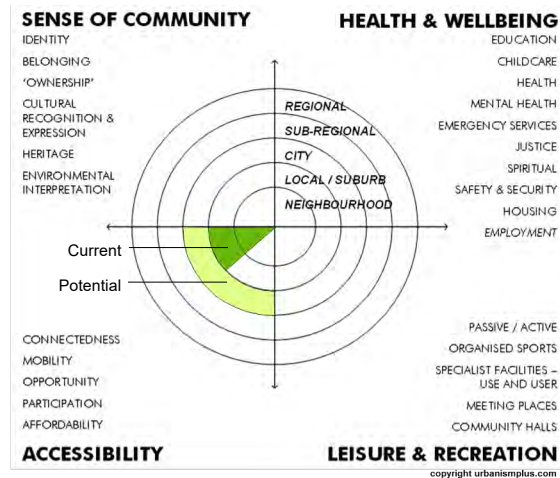 SENSE OF COMMUNITY
IDENTITY
BELONGING
‘OWNERSHIP’
CULTURAL
RECOGNITION &
EXPRESSION
HERITAGE
ENVIRONMENTAL
INTERPRETATION
HEALTH & WELLBEING
EDUCATION
CHILDCARE
HEALTH
MENTAL HEALTH
EMERGENCY SERVICES
JUSTICE
SPIRITUAL
SAFETY & SECURITY
HOUSING
EMPLOYMENT
REGIONAL
SUB-REGIONAL
CITY
LOCAL / SUBURB
NEIGHBOURHOOD
Current
Potential
CONNECTEDNESS
MOBILITY
OPPORTUNITY
PARTICIPATION
AFFORDABILITY
ACCESSIBILITY
PASSIVE / ACTIVE
ORGANISED SPORTS
SPECIALIST FACILITIES –
USE AND USER
MEETING PLACES
COMMUNITY HALLS
LEISURE & RECREATION
copyright urbanismplus.com